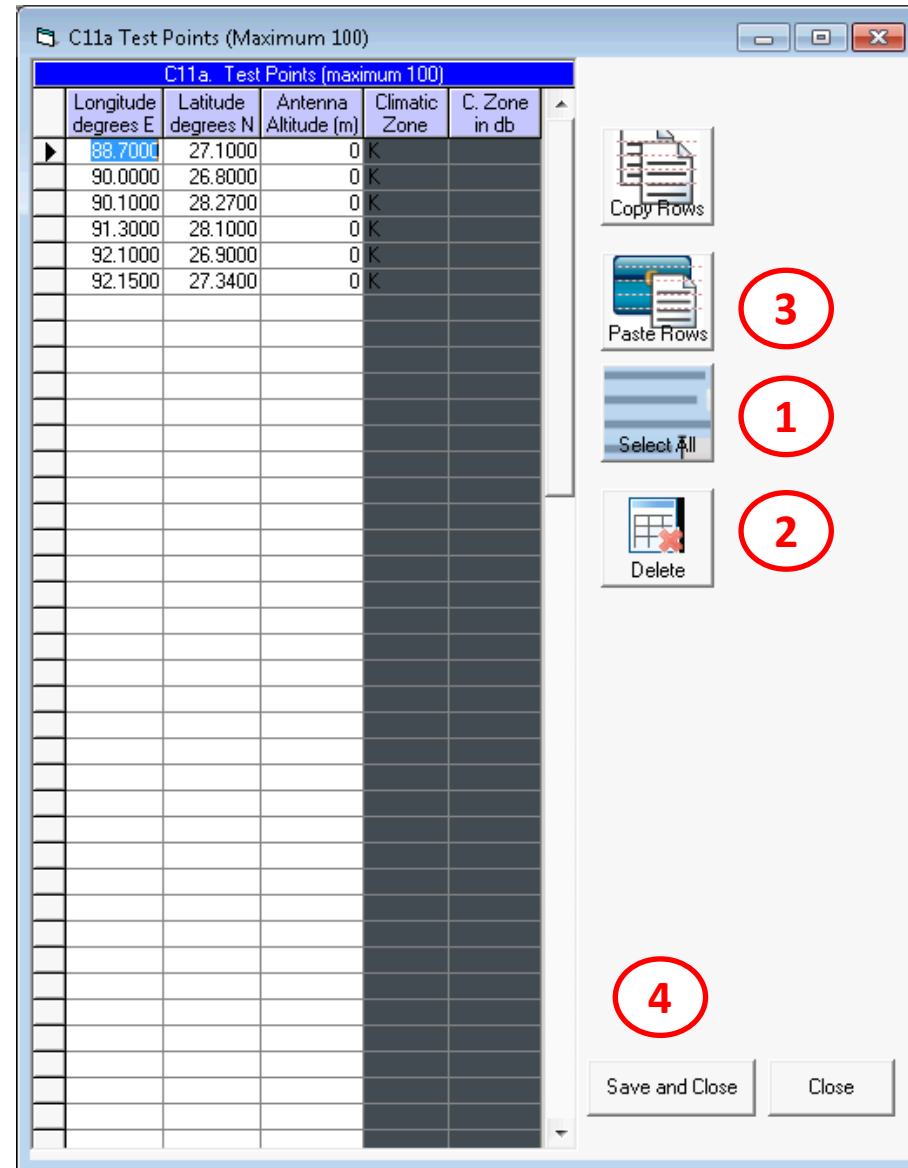 C11a Test Points (Maximum 100)
C11a. Test Points (maximum 100)
Longitude degrees E Latitude degrees N Antenna Altitude (m) Climatic Zone C. Zone in db
88.7000 27.1000 0 K
90.0000 26.8000 0 K
90.1000 28.2700 0 K
91.3000 28.1000 0 K
92.1000 26.9000 0 K
92.1500 27.3400 0 K
Copy Rows
Paste Rows
3
Select All
1
Delete
2
4
Save and Close Close